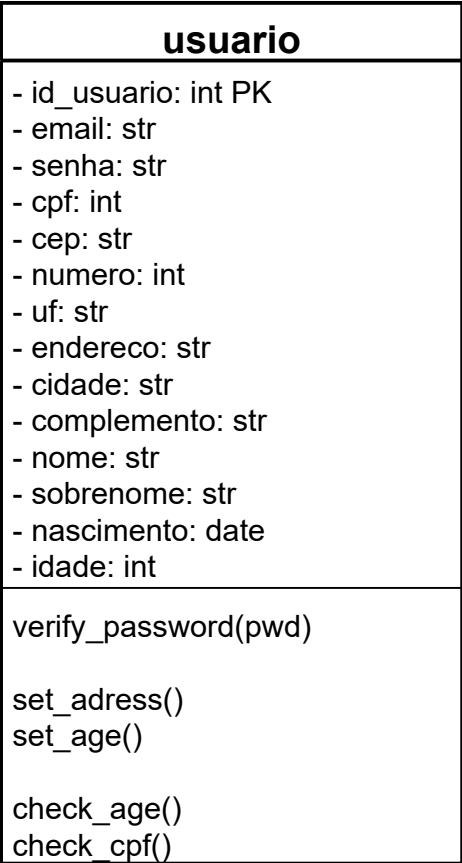 usuario
- id_usuario: int PK
- email: str
- senha: str
- cpf: int
- cep: str
- numero: int
- uf: str
- endereco: str
- cidade: str
- complemento: str
- nome: str
- sobrenome: str
- nascimento: date
- idade: int
verify_password(pwd)
set_adress()
set_age()
check_age()
check_cpf()